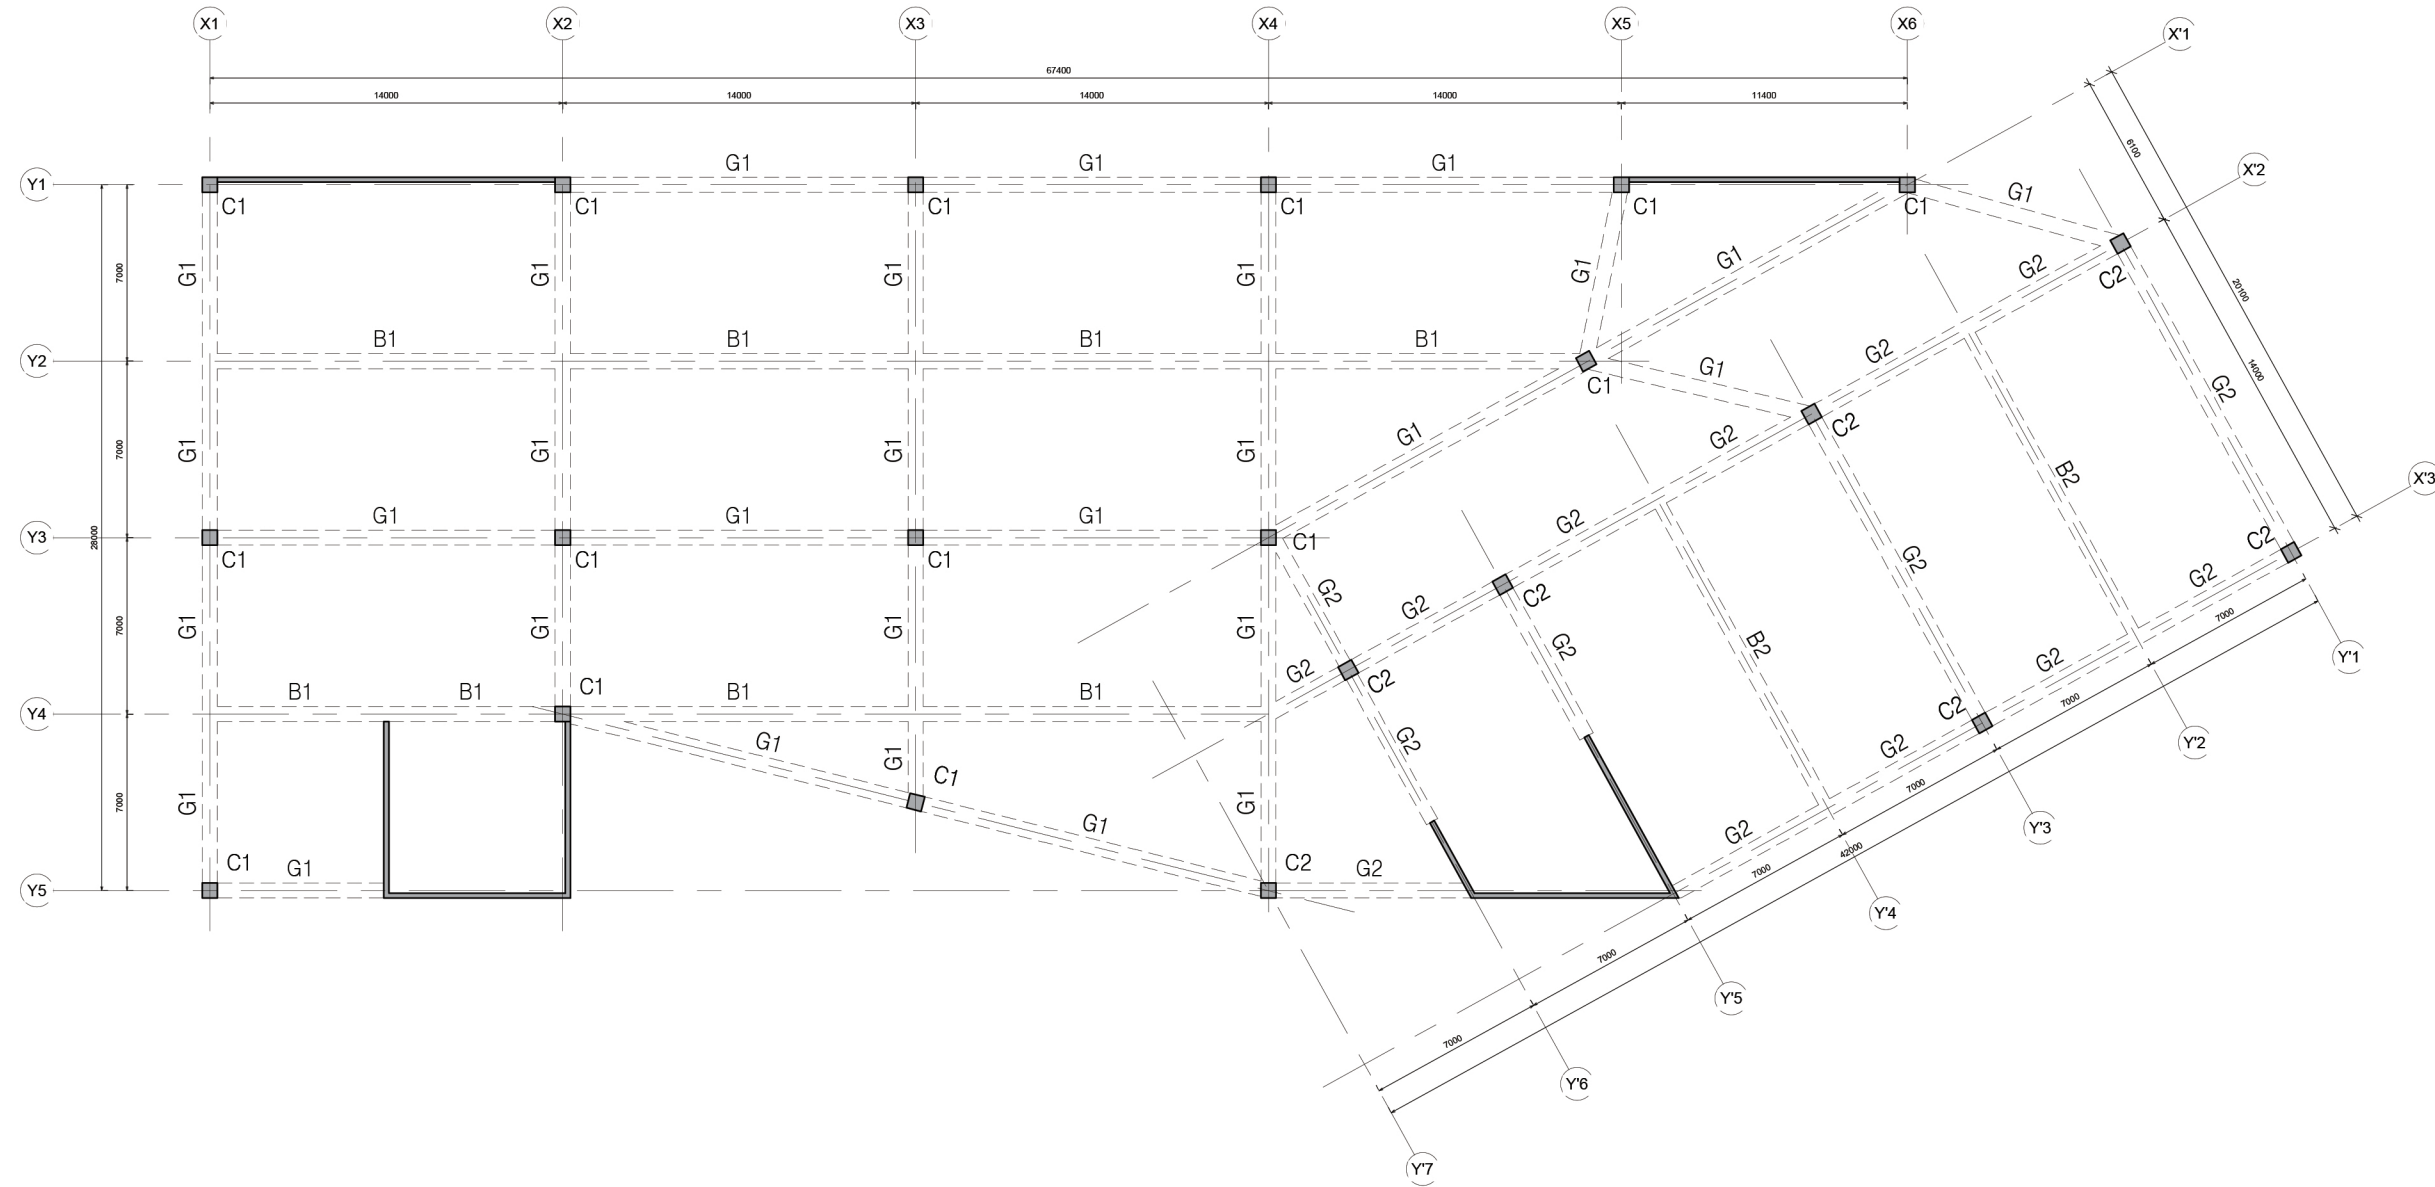 X1 X2 X3 X4 X5 X6
X'1
67400
14000 14000 14000 14000 11400
6100
X'2
G1 G1 G1
Y1
C1 C1 C1 C1 C1 C1
G1
G1
G2
C2
20100
7000
G1 G1 G1 G1 G1
B1 B1 B1 B1
Y2
G2
G1
C1
14000
G2
C2
G2
G1
7000
G1 G1 G1 G1
B2
X'3
G1 G1 G1
G2
Y3
28000
C1 C1 C1 C1
C2
G2
G2
G2
C2
G2
7000
G1 G1 G1 G1
G2
B2
7000
Y'1
G2
G2
C2
B1 B1 C1 B1 B1
C2
7000
Y4
G1
G1
G2
G2
Y'2
7000
G1
C1
G1
G1
G2
7000
Y'3
42000
C1 G1
C2 G2
7000
Y5
Y'4
7000
Y'5
7000
Y'6
Y'7